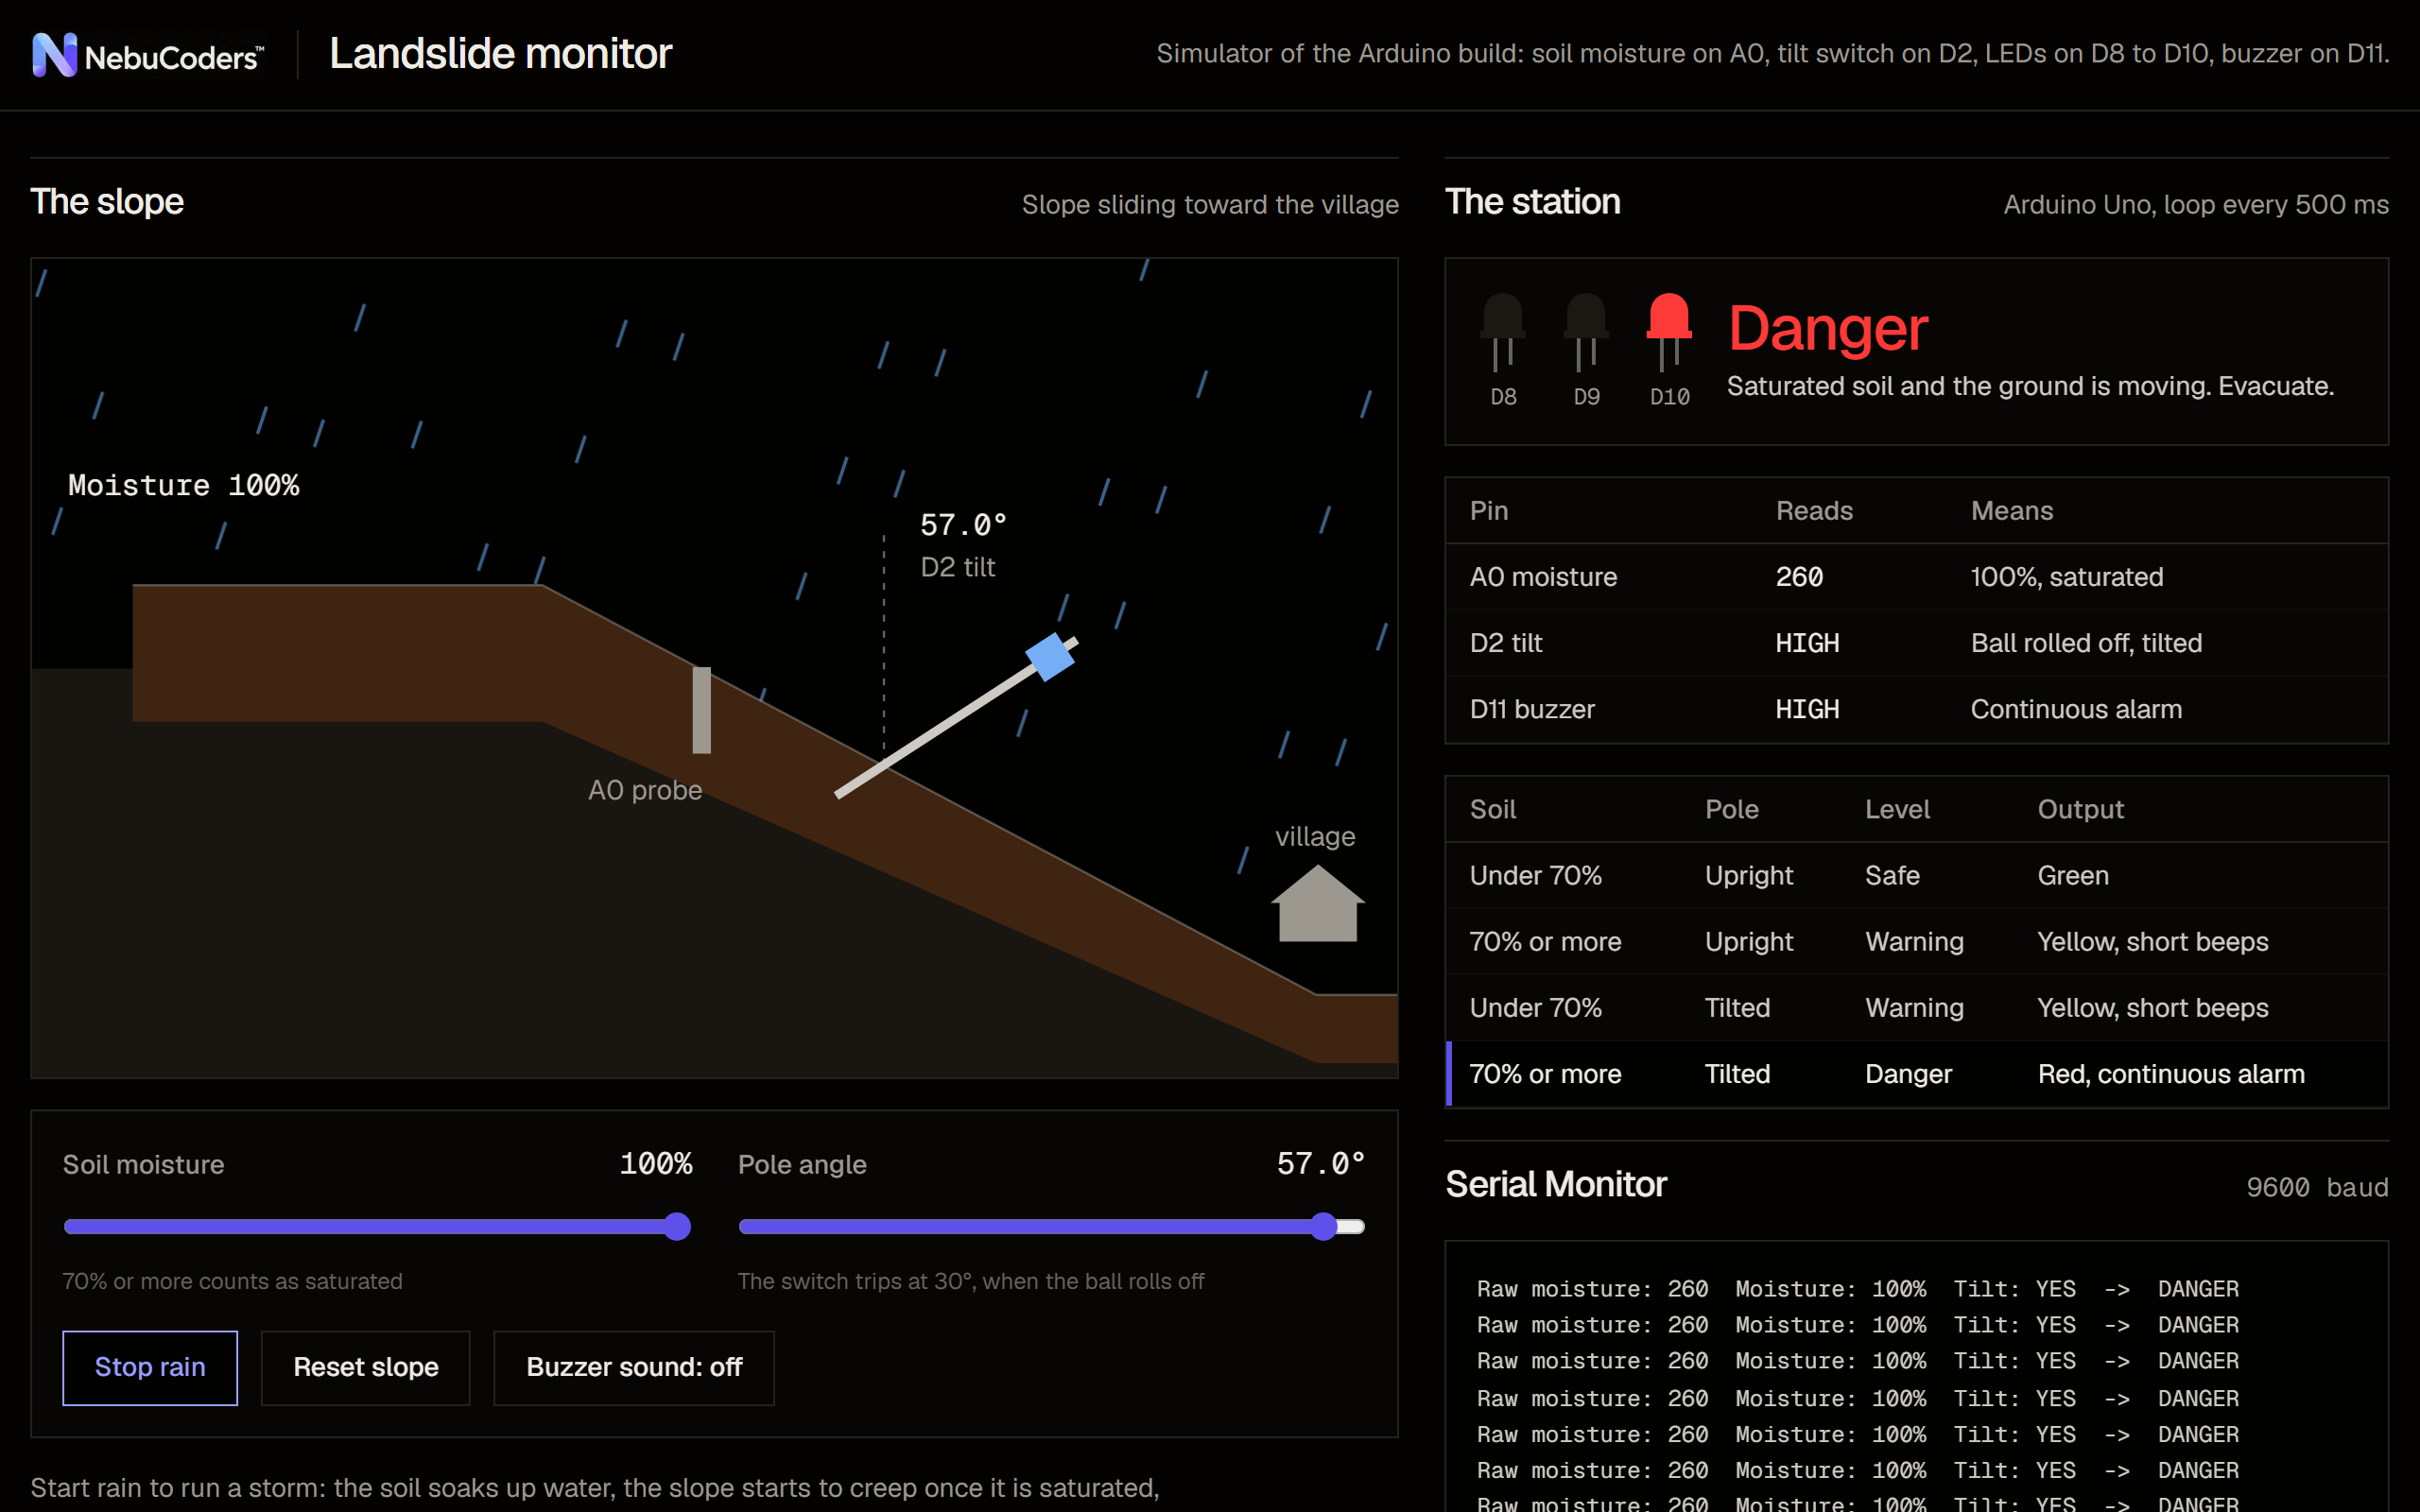 NebuCoders™
Landslide monitor
Simulator of the Arduino build: soil moisture on A0, tilt switch on D2, LEDs on D8 to D10, buzzer on D11.
The slope
Slope sliding toward the village
Moisture 100%
57.0°
D2 tilt
A0 probe
village
Soil moisture 100%
Pole angle 57.0°
70% or more counts as saturated
The switch trips at 30°, when the ball rolls off
Stop rain
Reset slope
Buzzer sound: off
Start rain to run a storm: the soil soaks up water, the slope starts to creep once it is saturated,
The station
Arduino Uno, loop every 500 ms
D8
D9
D10
Danger
Saturated soil and the ground is moving. Evacuate.
Pin Reads Means
A0 moisture 260 100%, saturated
D2 tilt HIGH Ball rolled off, tilted
D11 buzzer HIGH Continuous alarm
Soil Pole Level Output
Under 70% Upright Safe Green
70% or more Upright Warning Yellow, short beeps
Under 70% Tilted Warning Yellow, short beeps
70% or more Tilted Danger Red, continuous alarm
Serial Monitor
9600 baud
Raw moisture: 260 Moisture: 100% Tilt: YES -> DANGER
Raw moisture: 260 Moisture: 100% Tilt: YES -> DANGER
Raw moisture: 260 Moisture: 100% Tilt: YES -> DANGER
Raw moisture: 260 Moisture: 100% Tilt: YES -> DANGER
Raw moisture: 260 Moisture: 100% Tilt: YES -> DANGER
Raw moisture: 260 Moisture: 100% Tilt: YES -> DANGER
Raw moisture: 260 Moisture: 100% Tilt: YES -> DANGER